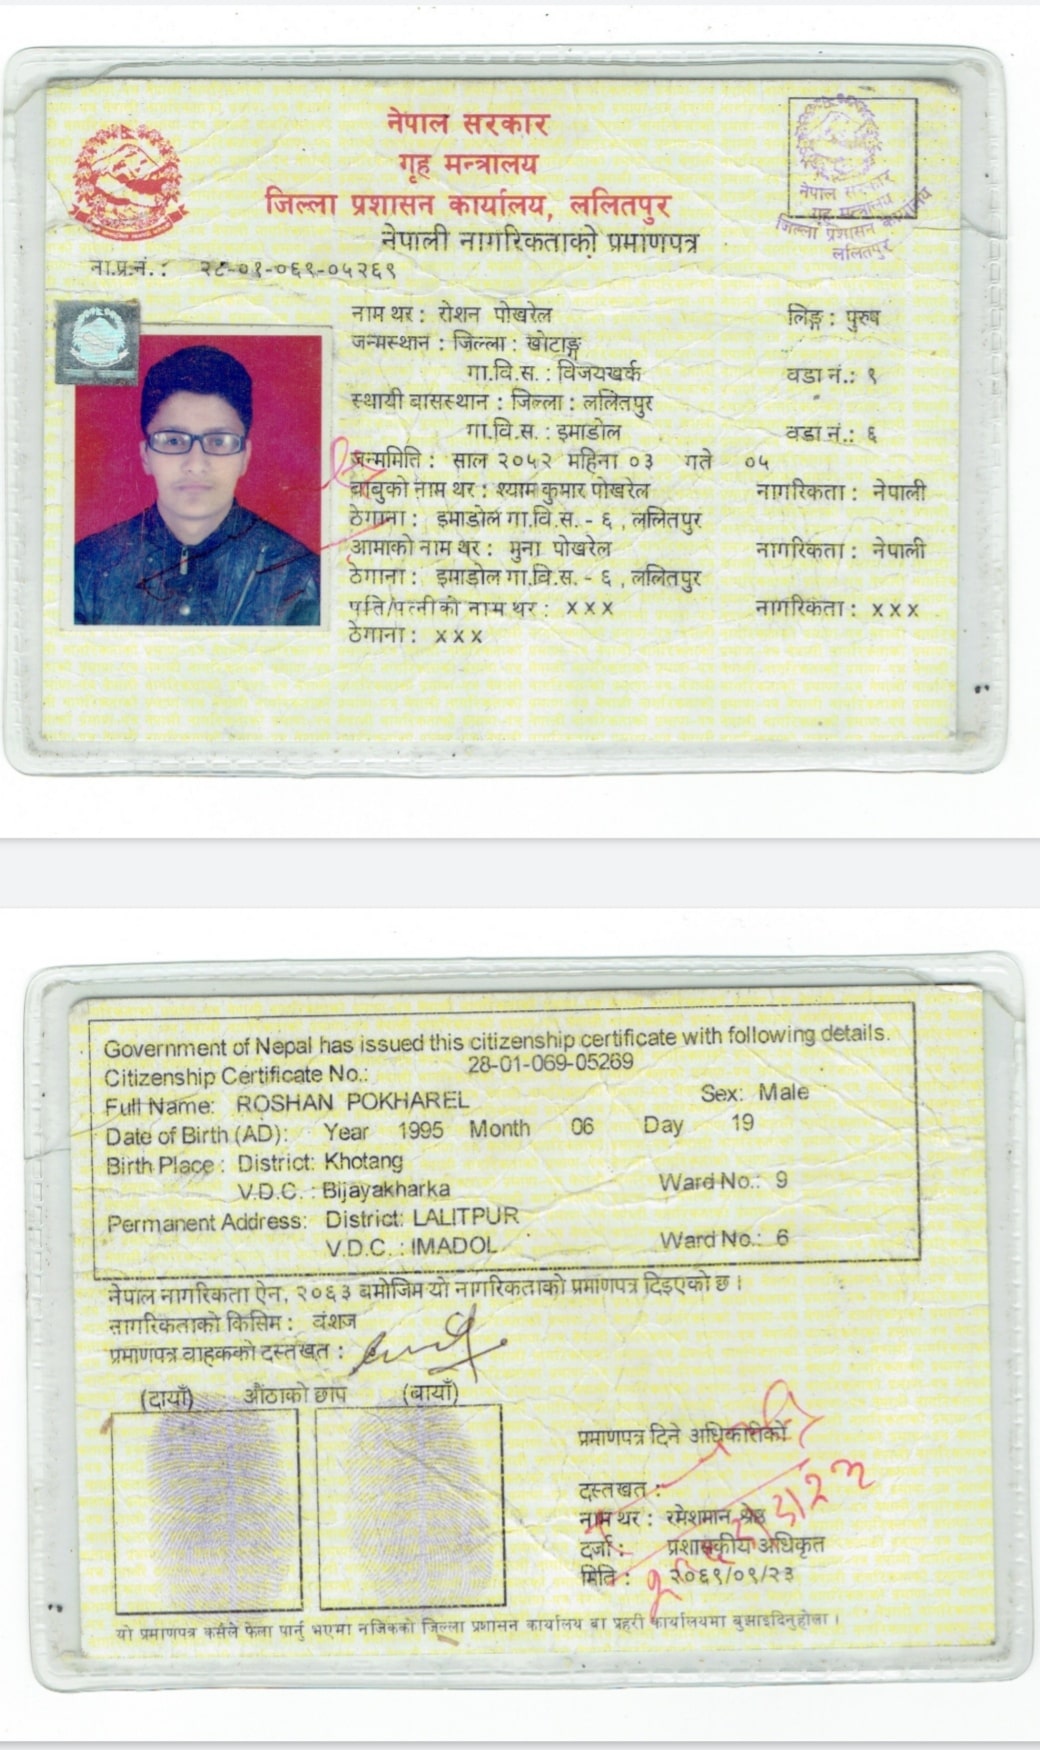 नेपाल सरकार
गृह मन्त्रालय
जिल्ला प्रशासन कार्यालय, ललितपुर
नेपाली नागरिकताको प्रमाणपत्र
नेपाल सरकार
गृह मन्त्रालय
जिल्ला प्रशासन कार्यालय
ललितपुर
ना.प्र.नं. : २८-०१-०६९-०५२६९
नाम थर : रोशन पोखरेल लिङ्ग : पुरुष
जन्मस्थान : जिल्ला : खोटाङ्ग
गा.वि.स. : विजयखर्क वडा नं.: ९
स्थायी बासस्थान : जिल्ला : ललितपुर
गा.वि.स. : इमाडोल वडा नं.: ६
जन्ममिति : साल २०५२ महिना ०३ गते ०५
बाबुको नाम थर : श्याम कुमार पोखरेल नागरिकता : नेपाली
ठेगाना : इमाडोल गा.वि.स. - ६ , ललितपुर
आमाको नाम थर : मुना पोखरेल नागरिकता : नेपाली
ठेगाना : इमाडोल गा.वि.स. - ६ , ललितपुर
पति/पत्नीको नाम थर : x x x नागरिकता : x x x
ठेगाना : x x x
Government of Nepal has issued this citizenship certificate with following details.
Citizenship Certificate No.: 28-01-069-05269
Full Name: ROSHAN POKHAREL Sex: Male
Date of Birth (AD): Year 1995 Month 06 Day 19
Birth Place : District: Khotang
V.D.C. : Bijayakharka Ward No.: 9
Permanent Address: District: LALITPUR
V.D.C. : IMADOL Ward No.: 6
नेपाल नागरिकता ऐन, २०६३ बमोजिम यो नागरिकताको प्रमाणपत्र दिइएको छ ।
नागरिकताको किसिम : वंशज
प्रमाणपत्र वाहकको दस्तखत :
(दायाँ) औंठाको छाप (बायाँ)
प्रमाणपत्र दिने अधिकारीको
दस्तखत :
नाम थर : रमेशमान श्रेष्ठ
दर्जा : प्रशासकीय अधिकृत
मिति : २०६९/०९/२३
यो प्रमाणपत्र कसैले फेला पार्नु भएमा नजिकको जिल्ला प्रशासन कार्यालय बा प्रहरी कार्यालयमा बुझाइदिनुहोला ।